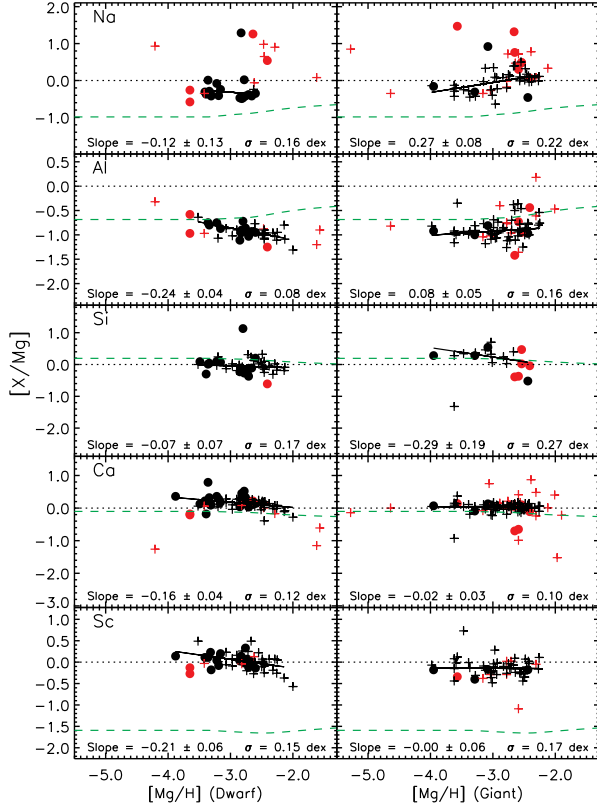 2.0
Na
1.0
0.0
−1.0
Slope = −0.12 ± 0.13 σ = 0.16 dex
0.27 ± 0.08 σ = 0.22 dex
0.5
Al
0.0
−0.5
−1.0
−1.5
−2.0
Slope = −0.24 ± 0.04 σ = 0.08 dex
0.08 ± 0.05 σ = 0.16 dex
[X/Mg]
Si
1.0
0.0
−1.0
−2.0
Slope = −0.07 ± 0.07 σ = 0.17 dex
−0.29 ± 0.19 σ = 0.27 dex
Ca
1.0
0.0
−1.0
−2.0
−3.0
Slope = −0.16 ± 0.04 σ = 0.12 dex
−0.02 ± 0.03 σ = 0.10 dex
Sc
1.0
0.5
0.0
−0.5
−1.0
−1.5
−2.0
Slope = −0.21 ± 0.06 σ = 0.15 dex
−0.00 ± 0.06 σ = 0.17 dex
−5.0 −4.0 −3.0 −2.0 −5.0 −4.0 −3.0 −2.0
[Mg/H] (Dwarf) [Mg/H] (Giant)